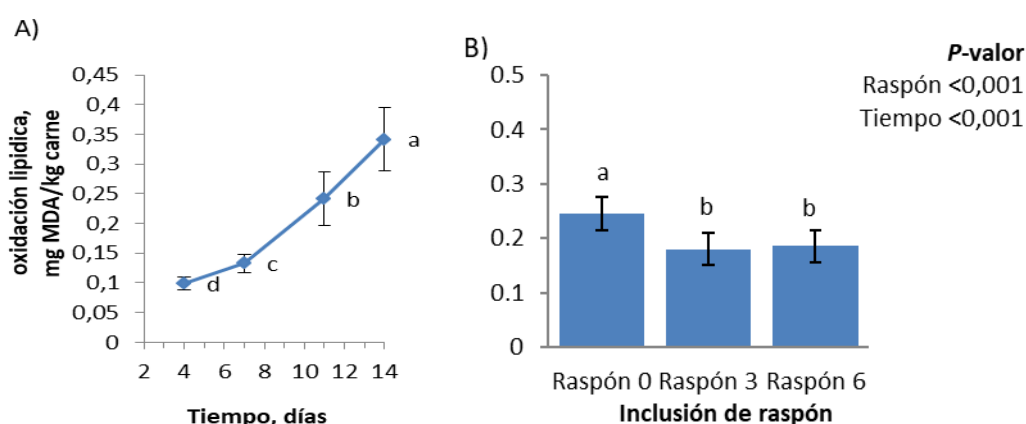 A)
oxidación lipidica,
mg MDA/kg carne
0,45
0,4
0,35
0,3
0,25
0,2
0,15
0,1
0,05
0
a
b
c
d
2 4 6 8 10 12 14
Tiempo, días
B)
P-valor
Raspón <0,001
Tiempo <0,001
0.5
0.4
0.3
0.2
0.1
0
a
b
b
Raspón 0 Raspón 3 Raspón 6
Inclusión de raspón